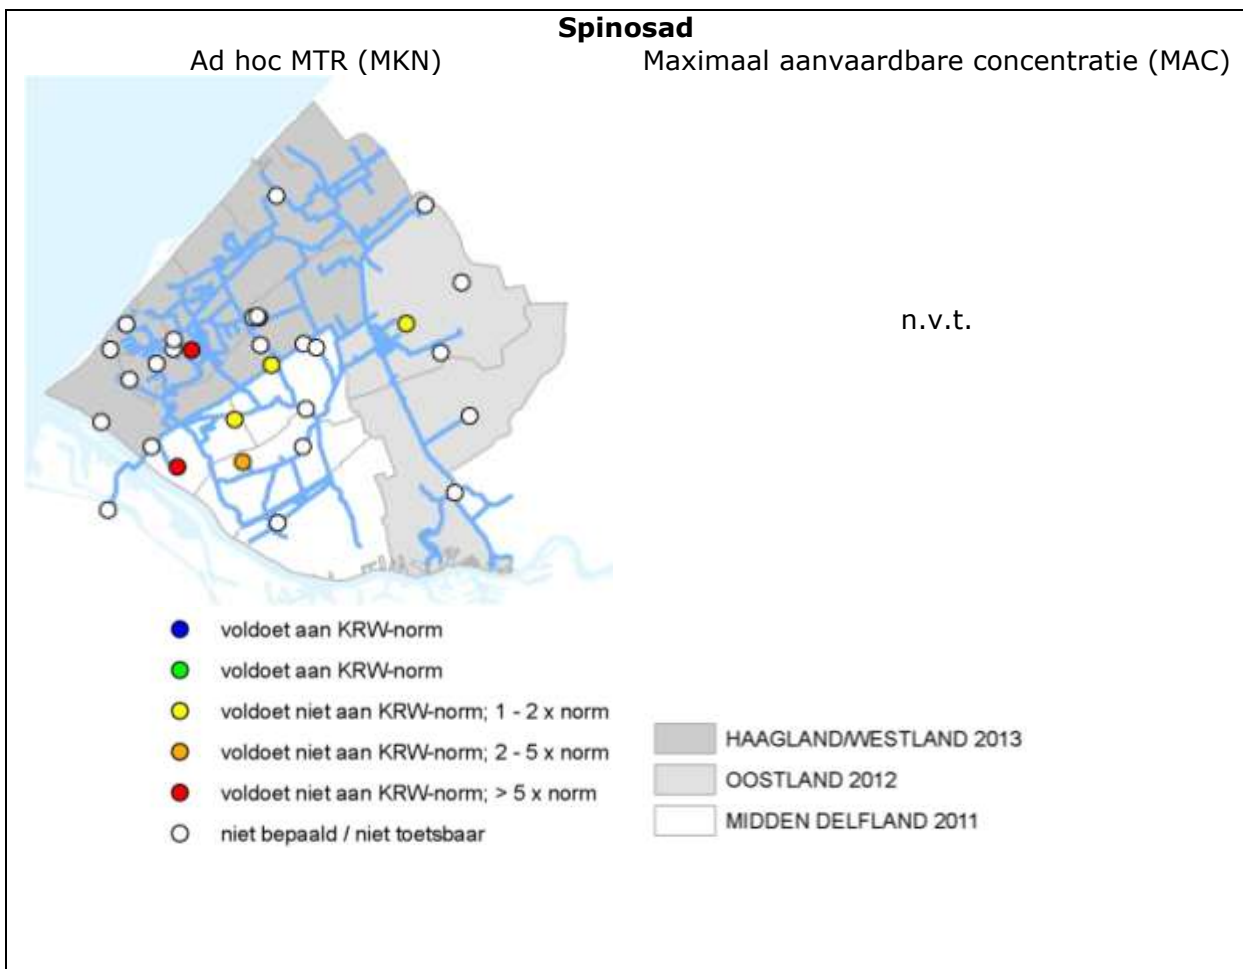 Spinosad
Ad hoc MTR (MKN)
Maximaal aanvaardbare concentratie (MAC)
n.v.t.
voldoet aan KRW-norm
voldoet aan KRW-norm
voldoet niet aan KRW-norm; 1 - 2 x norm
voldoet niet aan KRW-norm; 2 - 5 x norm
voldoet niet aan KRW-norm; > 5 x norm
niet bepaald / niet toetsbaar
HAAGLAND/WESTLAND 2013
OOSTLAND 2012
MIDDEN DELFLAND 2011